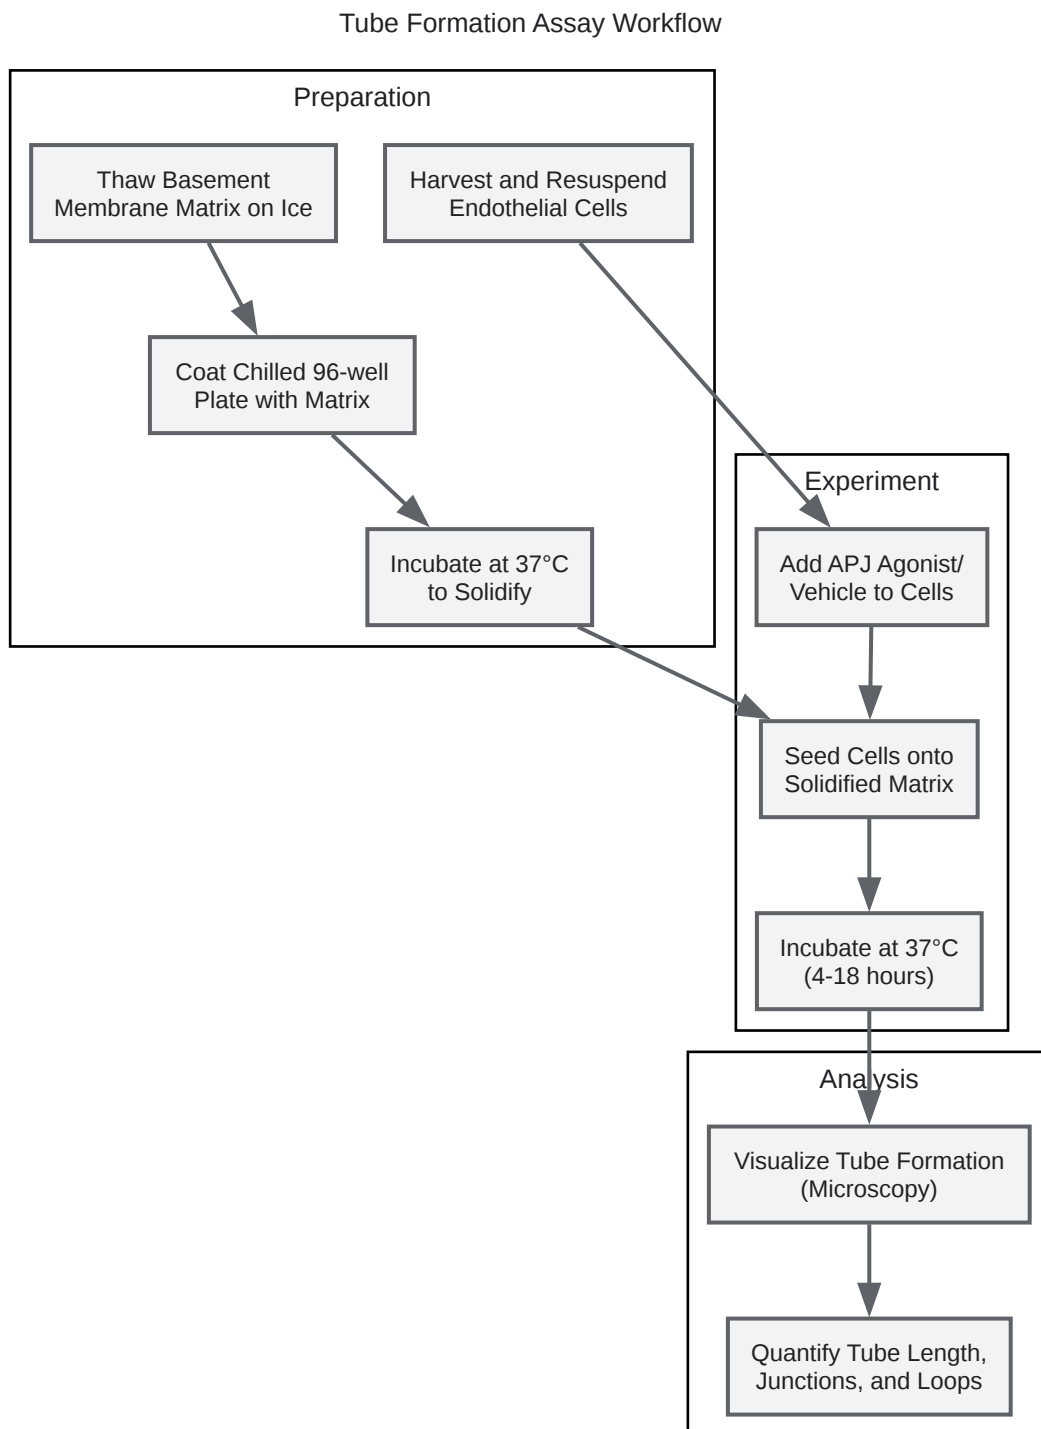 Tube Formation Assay Workflow
Preparation
Thaw Basement
Membrane Matrix on Ice
Harvest and Resuspend
Endothelial Cells
Coat Chilled 96-well
Plate with Matrix
Incubate at 37°C
to Solidify
Experiment
Add APJ Agonist/
Vehicle to Cells
Seed Cells onto
Solidified Matrix
Incubate at 37°C
(4-18 hours)
Analysis
Visualize Tube Formation
(Microscopy)
Quantify Tube Length,
Junctions, and Loops